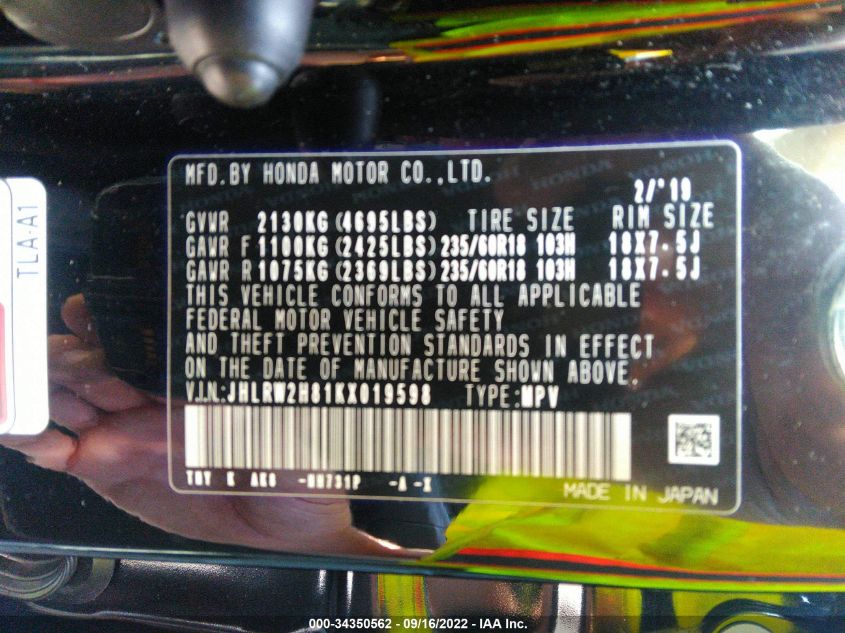 MFD.BY HONDA MOTOR CO.,LTD.
2/'19
GVWR 2130KG(4695LBS) TIRE SIZE RIM SIZE
GAWR F 1100KG(2425LBS) 235/60R18 103H 18X7.5J
GAWR R 1075KG(2369LBS) 235/60R18 103H 18X7.5J
THIS VEHICLE CONFORMS TO ALL APPLICABLE
FEDERAL MOTOR VEHICLE SAFETY
AND THEFT PREVENTION STANDARDS IN EFFECT
ON THE DATE OF MANUFACTURE SHOWN ABOVE.
V.I.N:JHLRW2H81KX019598 TYPE:MPV
K AK6 -NH731P -A -X
MADE IN JAPAN
TLA-A1
000-34350562 - 09/16/2022 - IAA Inc.